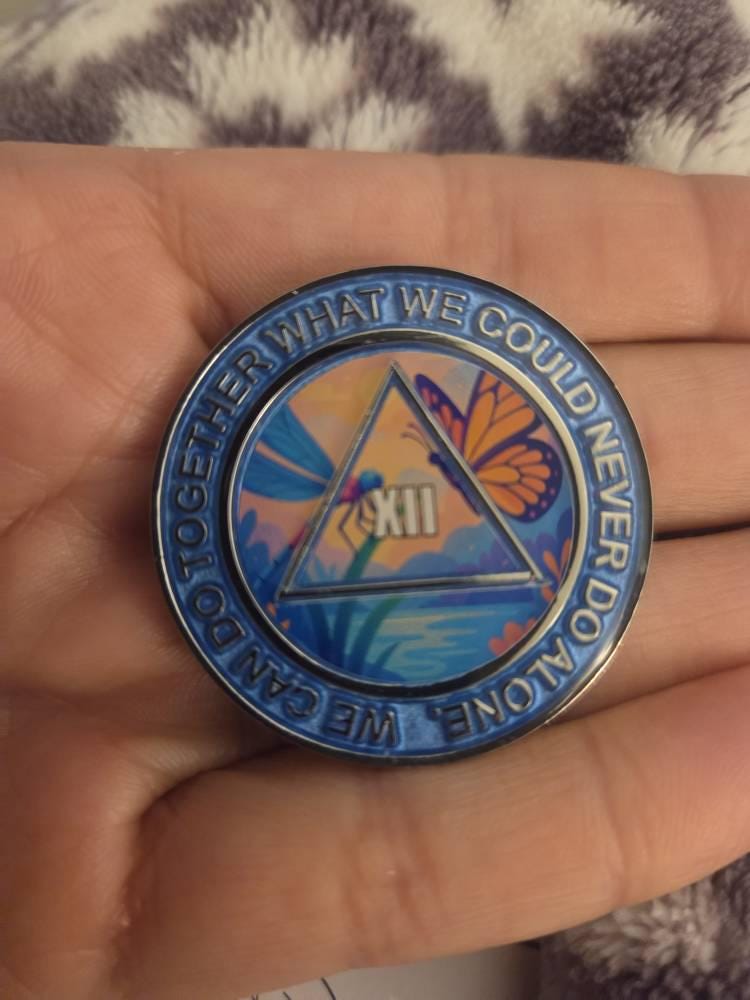 WE CAN DO TOGETHER WHAT WE COULD NEVER DO ALONE,
XII